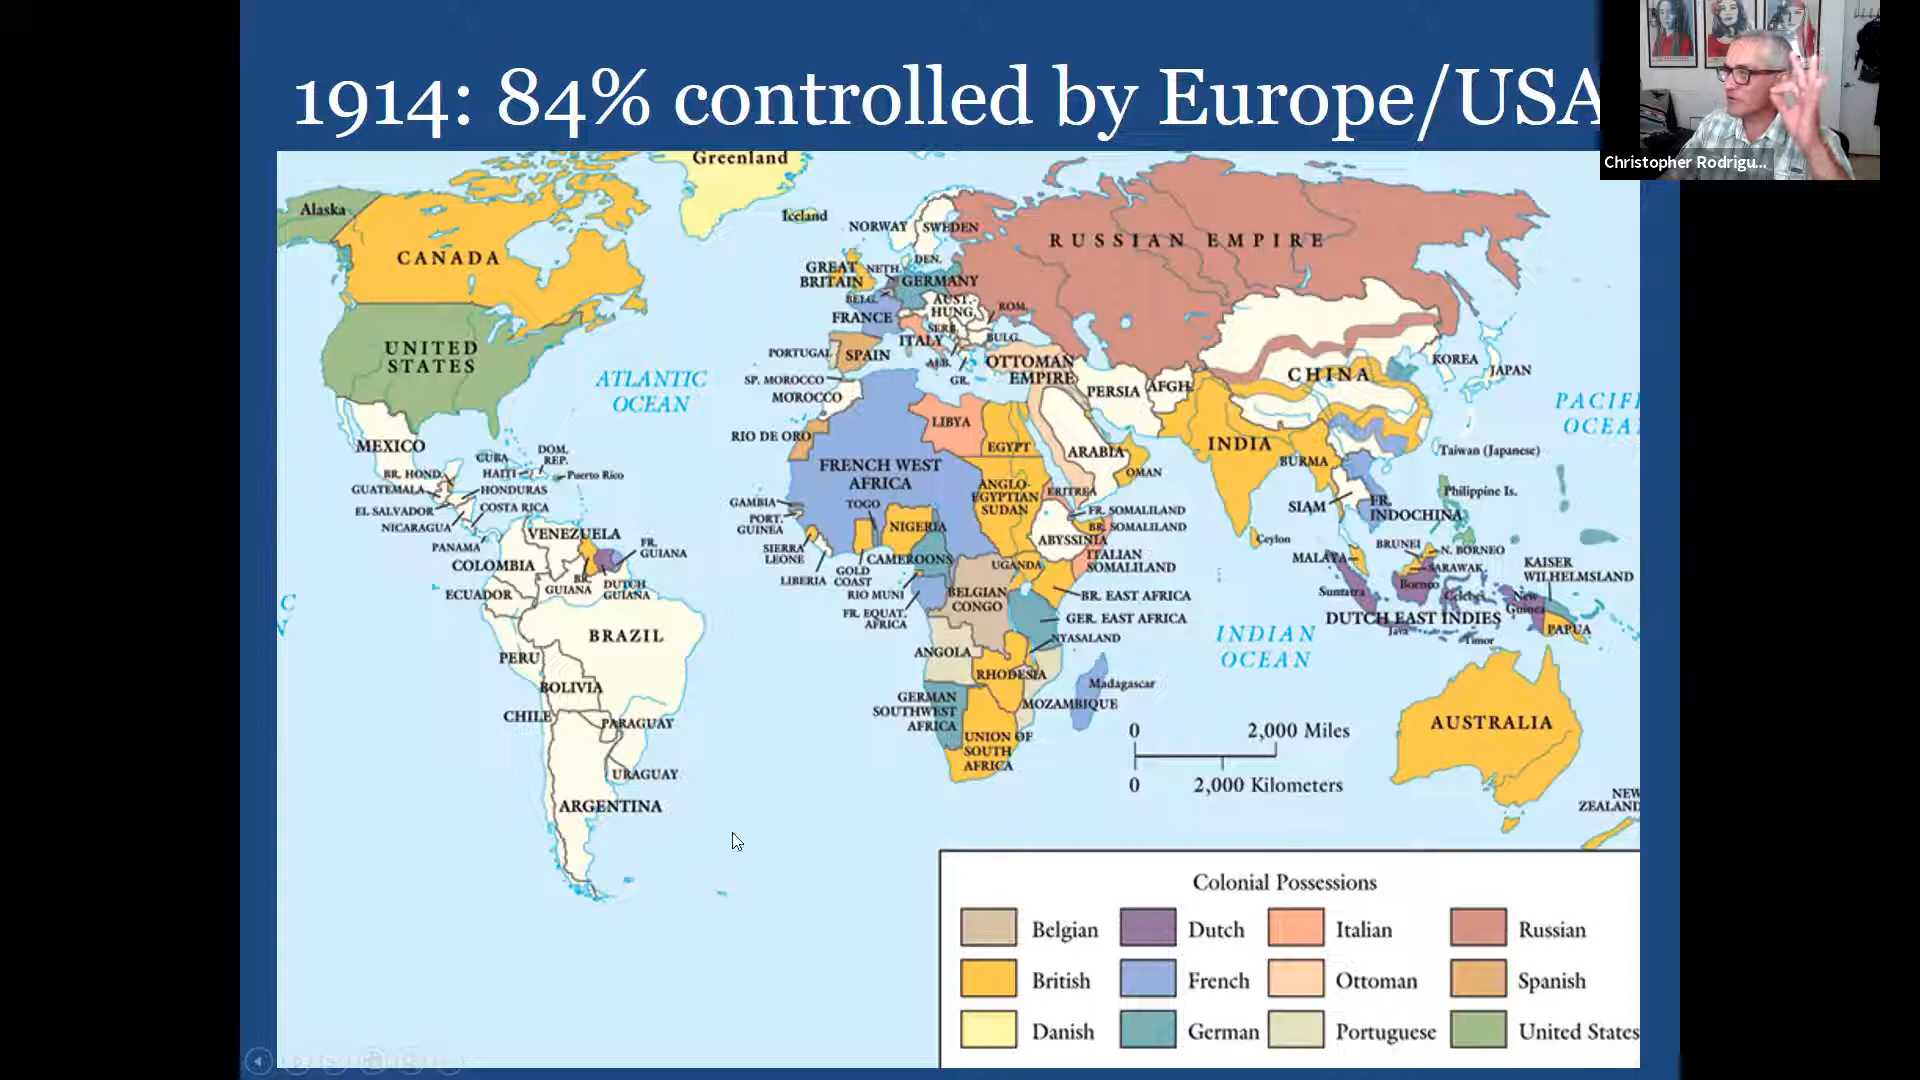 1914: 84% controlled by Europe/USA
Christopher Rodrigu...
Greenland
Alaska
Iceland
CANADA
NORWAY
SWEDEN
RUSSIAN EMPIRE
DEN.
GREAT
BRITAIN
NETH.
GERMANY
BELG.
AUST.
HUNG.
ROM.
FRANCE
SERB.
ITALY
BULG.
UNITED
STATES
PORTUGAL
SPAIN
ALB.
GR.
OTTOMAN
EMPIRE
KOREA
JAPAN
ATLANTIC
OCEAN
SP. MOROCCO
MOROCCO
PERSIA
AFGH.
CHINA
PACIFI
OCEA
MEXICO
RIO DE ORO
LIBYA
EGYPT
ARABIA
OMAN
INDIA
BURMA
Taiwan (Japanese)
CUBA
DOM.
REP.
BR. HOND.
HAITI
Puerto Rico
GUATEMALA
HONDURAS
EL SALVADOR
COSTA RICA
NICARAGUA
PANAMA
FRENCH WEST
AFRICA
ANGLO-
EGYPTIAN
SUDAN
ERITREA
Philippine Is.
SIAM
FR.
INDOCHINA
GAMBIA
PORT.
GUINEA
TOGO
NIGERIA
FR. SOMALILAND
BR. SOMALILAND
ABYSSINIA
ITALIAN
SOMALILAND
Ceylon
VENEZUELA
FR.
GUIANA
COLOMBIA
BR.
GUIANA
DUTCH
GUIANA
ECUADOR
SIERRA
LEONE
LIBERIA
GOLD
COAST
CAMEROONS
RIO MUNI
FR. EQUAT.
AFRICA
UGANDA
BELGIAN
CONGO
BR. EAST AFRICA
GER. EAST AFRICA
NYASALAND
MALAYA
BRUNEI
N. BORNEO
SARAWAK
Borneo
Sumatra
Celebes
New
Guinea
KAISER
WILHELMSLAND
DUTCH EAST INDIES
Java
Timor
PAPUA
C
BRAZIL
PERU
BOLIVIA
CHILE
PARAGUAY
URAGUAY
ARGENTINA
ANGOLA
RHODESIA
Madagascar
MOZAMBIQUE
GERMAN
SOUTHWEST
AFRICA
UNION OF
SOUTH
AFRICA
INDIAN
OCEAN
AUSTRALIA
NEW
ZEALAND
0 2,000 Miles
0 2,000 Kilometers
Colonial Possessions
Belgian Dutch Italian Russian
British French Ottoman Spanish
Danish German Portuguese United States